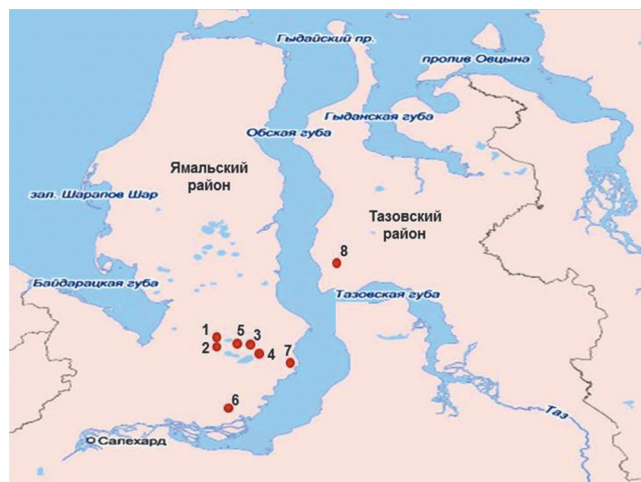 Гыдайский пр.
пролив Овцына
Гыданская губа
Обская губа
Ямальский
район
зал. Шарапов Шар
Тазовский
район
8
Байдарацкая губа
Тазовская губа
1
5
3
2
4
7
6
Таз
Салехард